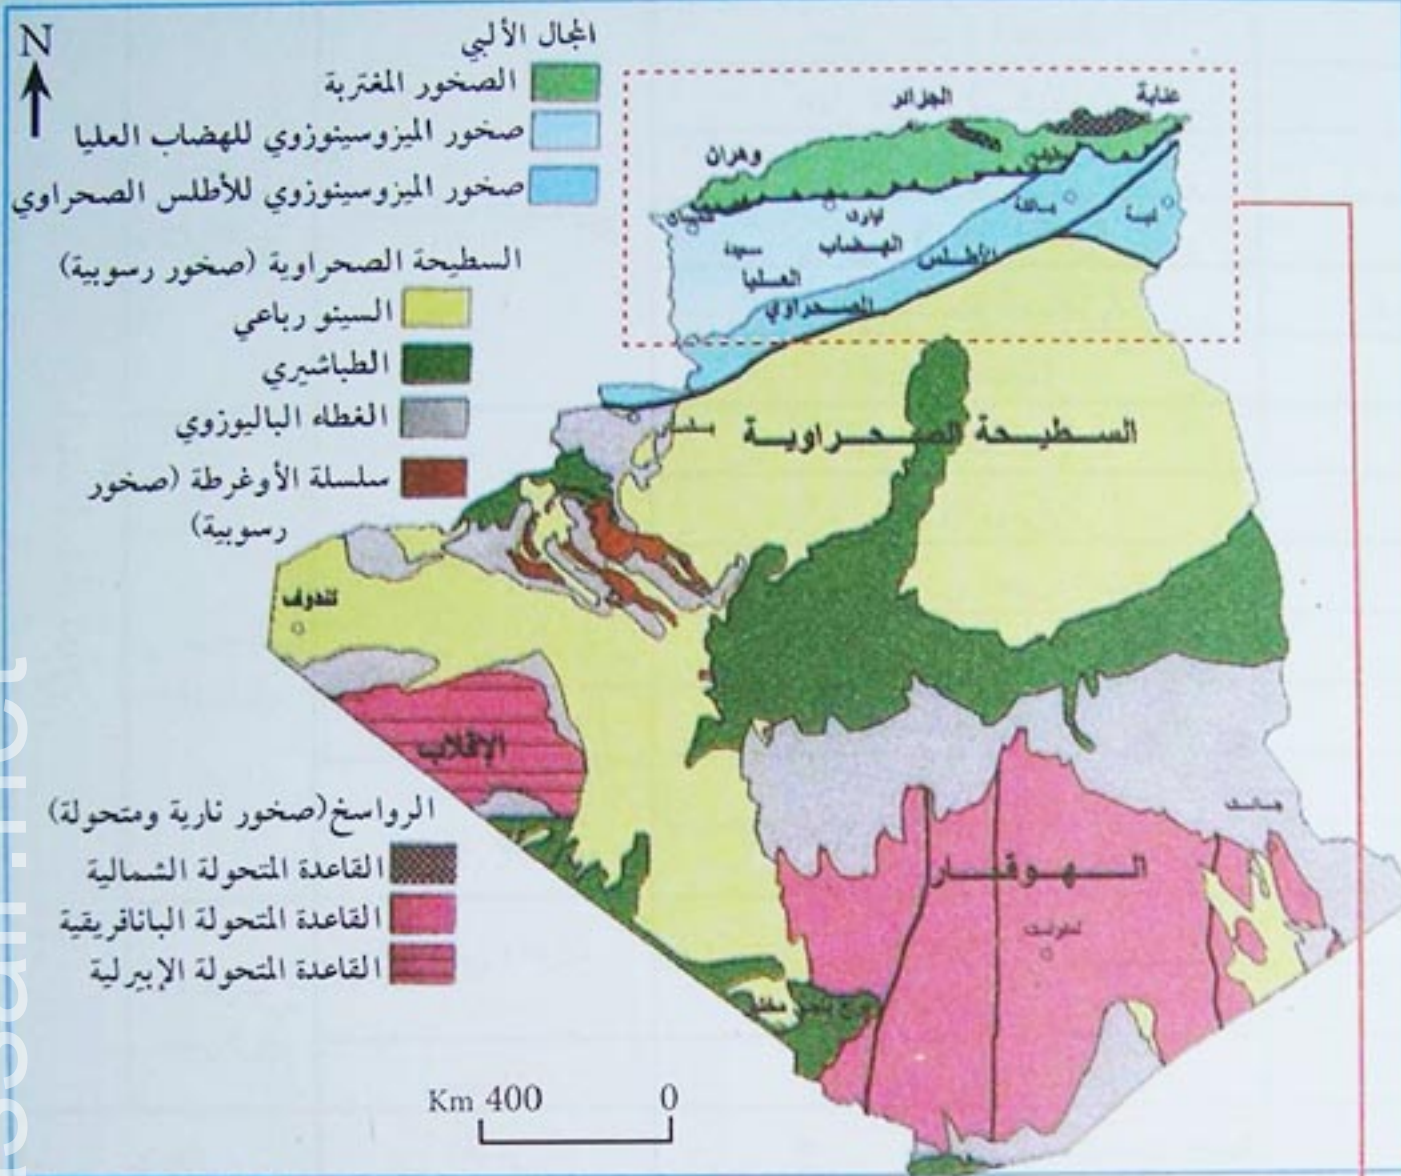 N
المجال الألبي
الصخور المغتربة
صخور الميزوسينوزوي للهضاب العليا
صخور الميزوسينوزوي للأطلس الصحراوي
السطيحة الصحراوية (صخور رسوبية)
السينو رباعي
الطباشيري
الغطاء الباليوزوي
سلسلة الأوغرطة (صخور
رسوبية)
الرواسخ (صخور نارية ومتحولة)
القاعدة المتحولة الشمالية
القاعدة المتحولة البانافريقية
القاعدة المتحولة الإيبرلية
عنابة
الجزائر
وهران
الهضاب
العليا
الأطلس
الصحراوي
السطيحة الصحراوية
تندوف
الهوقار
Km 400 0